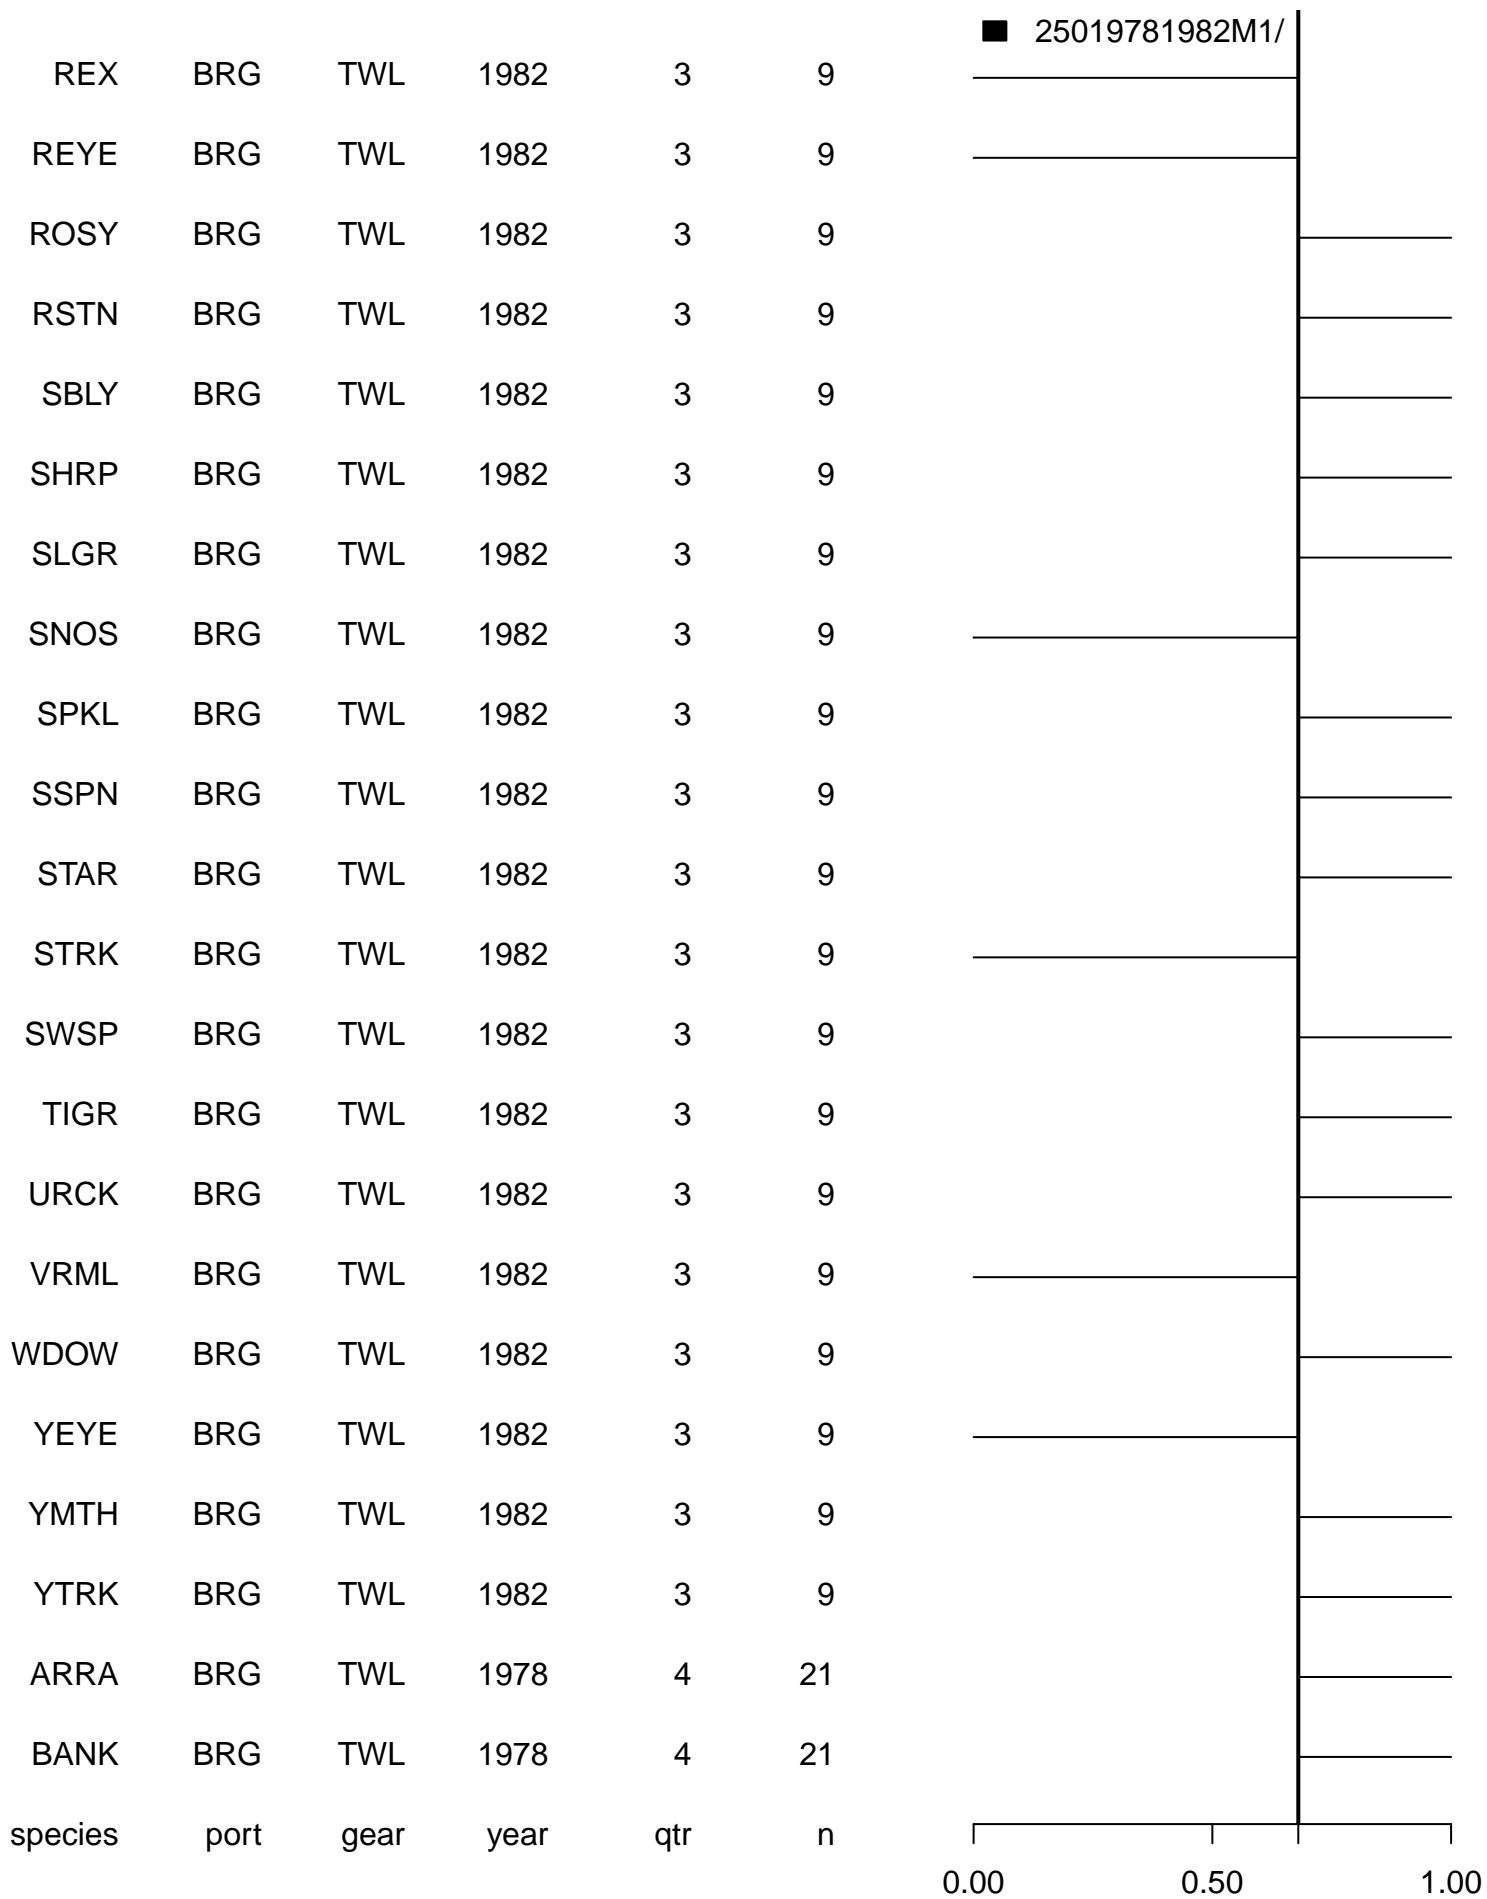 25019781982M1/
REX BRG TWL 1982 3 9
REYE BRG TWL 1982 3 9
ROSY BRG TWL 1982 3 9
RSTN BRG TWL 1982 3 9
SBLY BRG TWL 1982 3 9
SHRP BRG TWL 1982 3 9
SLGR BRG TWL 1982 3 9
SNOS BRG TWL 1982 3 9
SPKL BRG TWL 1982 3 9
SSPN BRG TWL 1982 3 9
STAR BRG TWL 1982 3 9
STRK BRG TWL 1982 3 9
SWSP BRG TWL 1982 3 9
TIGR BRG TWL 1982 3 9
URCK BRG TWL 1982 3 9
VRML BRG TWL 1982 3 9
WDOW BRG TWL 1982 3 9
YEYE BRG TWL 1982 3 9
YMTH BRG TWL 1982 3 9
YTRK BRG TWL 1982 3 9
ARRA BRG TWL 1978 4 21
BANK BRG TWL 1978 4 21
species port gear year qtr n
0.00 0.50 1.00